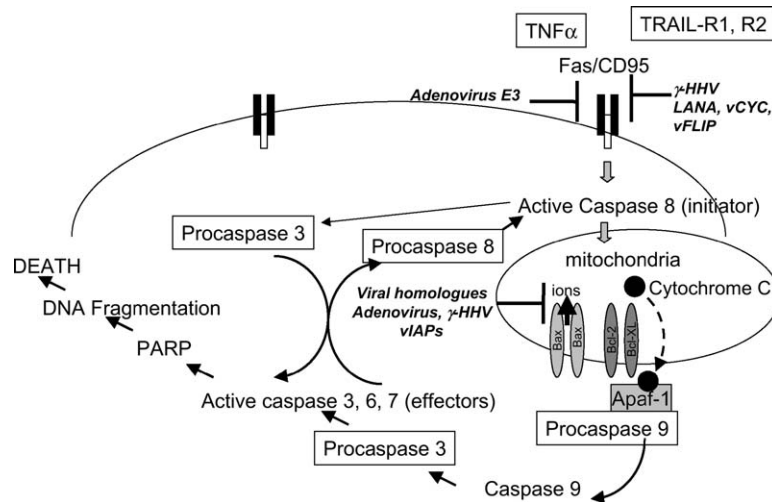 TNFα
TRAIL-R1, R2
Fas/CD95
Adenovirus E3
γ-HHV
LANA, vCYC,
vFLIP
Active Caspase 8 (initiator)
Procaspase 3
Procaspase 8
mitochondria
Cytochrome C
DEATH
DNA Fragmentation
PARP
Viral homologues
Adenovirus, γ-HHV
vIAPs
ions
Bax
Bax
Bcl-2
Bcl-XL
Apaf-1
Active caspase 3, 6, 7 (effectors)
Procaspase 9
Procaspase 3
Caspase 9